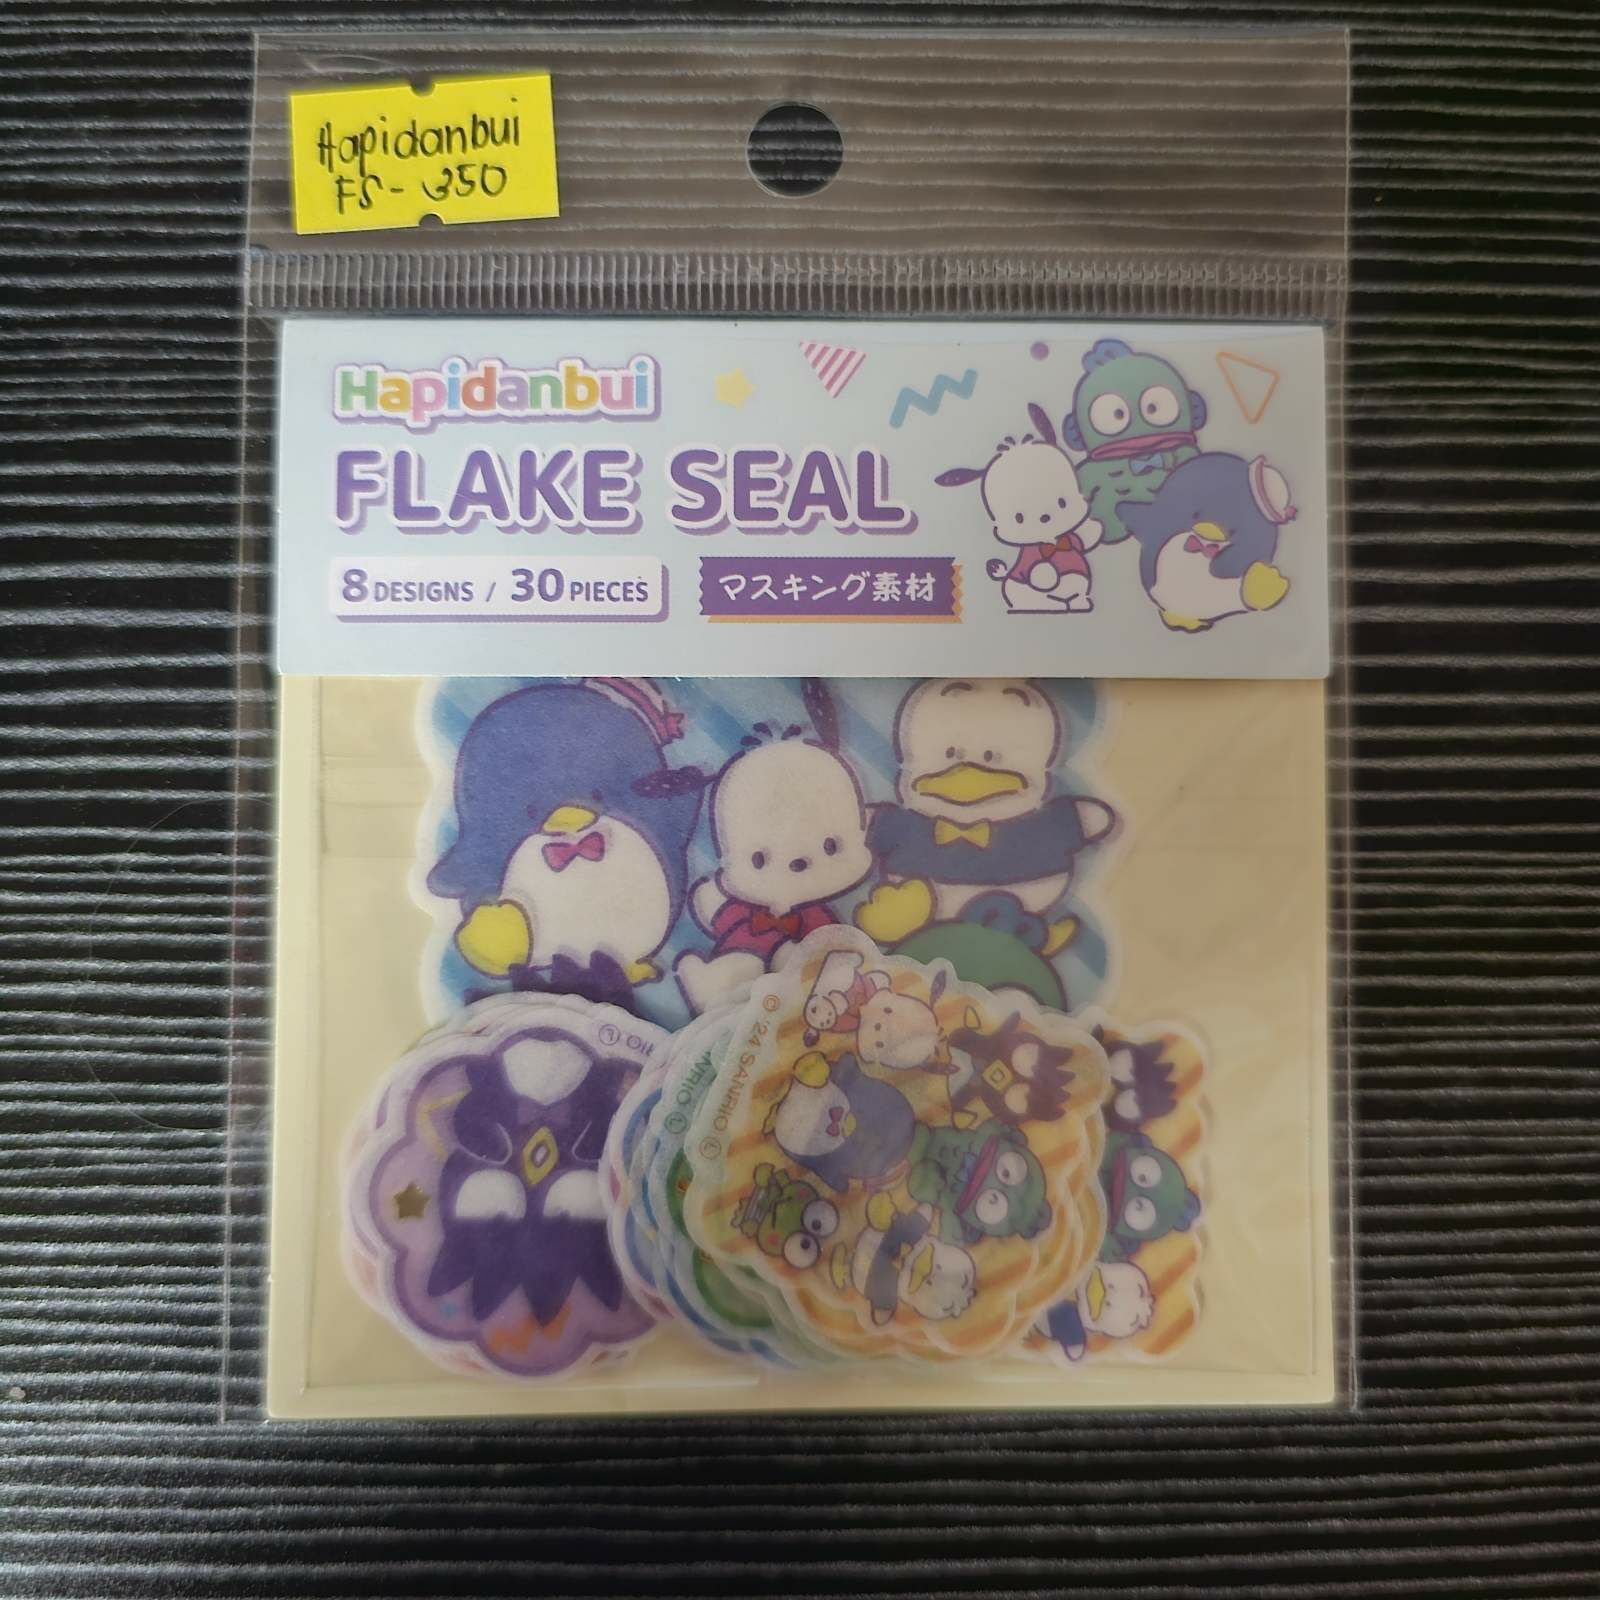 Hapidanbui
FS - 350
Hapidanbui
FLAKE SEAL
8 DESIGNS / 30 PIECES
マスキング素材
© '24 SANRIO Ⓛ
NRIO Ⓛ